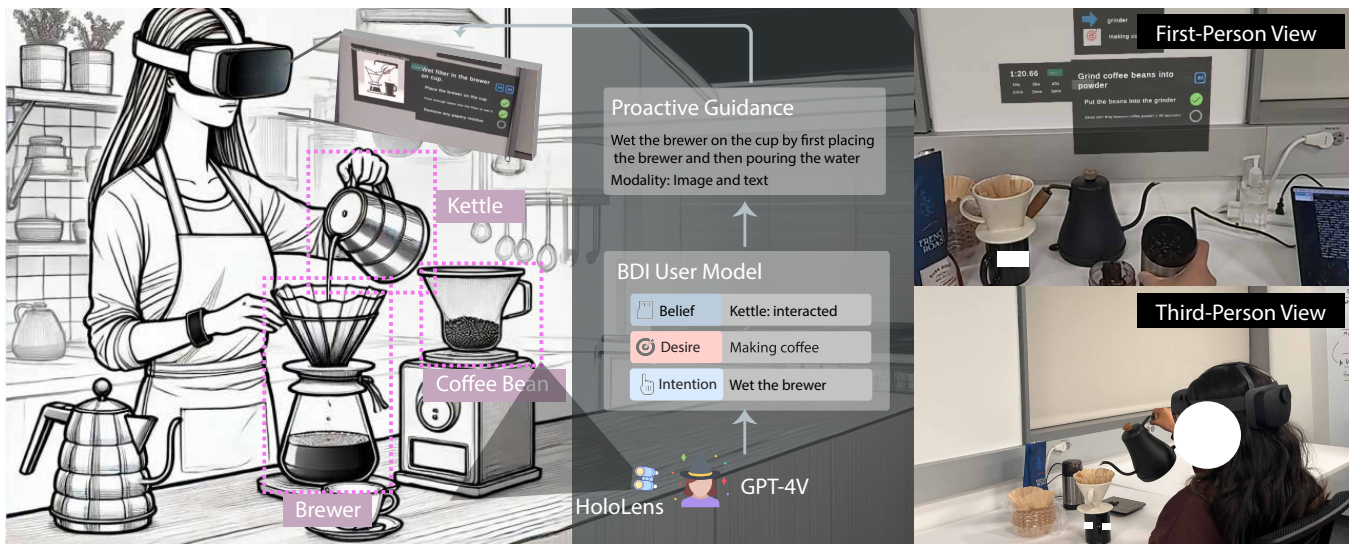 Wet filter in the brewer
on cup.
Place the brewer on the cup
Remove any papery residue
Kettle
Coffee Bean
Brewer
Proactive Guidance
Wet the brewer on the cup by first placing
the brewer and then pouring the water
Modality: Image and text
BDI User Model
Belief
Kettle: interacted
Desire
Making coffee
Intention
Wet the brewer
HoloLens
GPT-4V
First-Person View
grinder
making
1:20.66
Grind coffee beans into
powder
Put the beans into the grinder
FRENCH
ROAST
Third-Person View